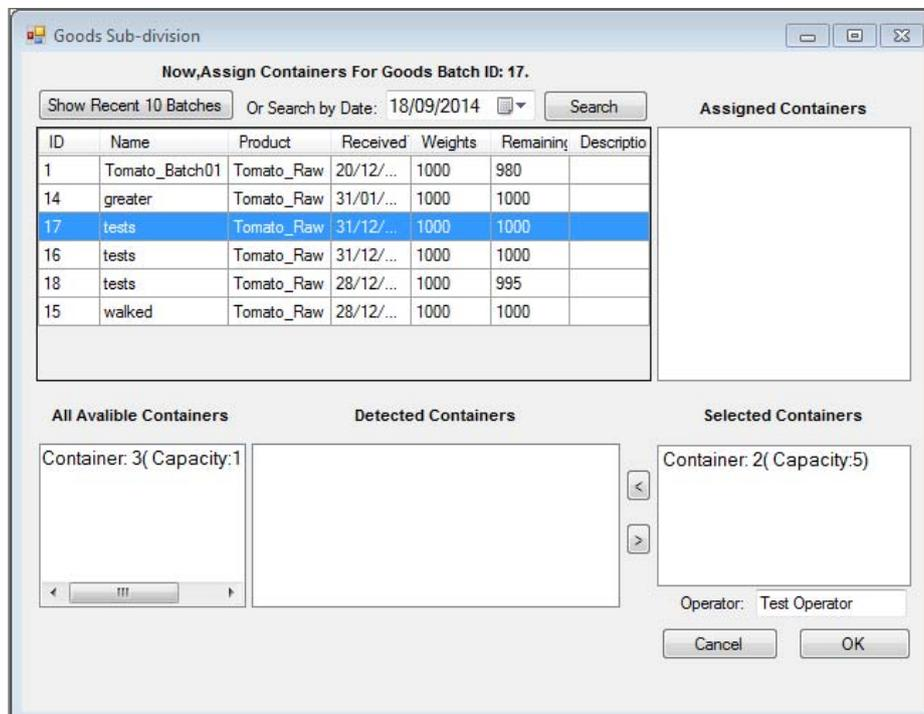 Goods Sub-division
Now,Assign Containers For Goods Batch ID: 17.
Show Recent 10 Batches Or Search by Date: 18/09/2014 Search
Assigned Containers
ID Name Product Received Weights Remaining Descriptio
1 Tomato_Batch01 Tomato_Raw 20/12/... 1000 980
14 greater Tomato_Raw 31/01/... 1000 1000
17 tests Tomato_Raw 31/12/... 1000 1000
16 tests Tomato_Raw 31/12/... 1000 1000
18 tests Tomato_Raw 28/12/... 1000 995
15 walked Tomato_Raw 28/12/... 1000 1000
All Avalible Containers Detected Containers Selected Containers
Container: 3( Capacity:1
Container: 2( Capacity:5)
<
>
Operator: Test Operator
Cancel OK